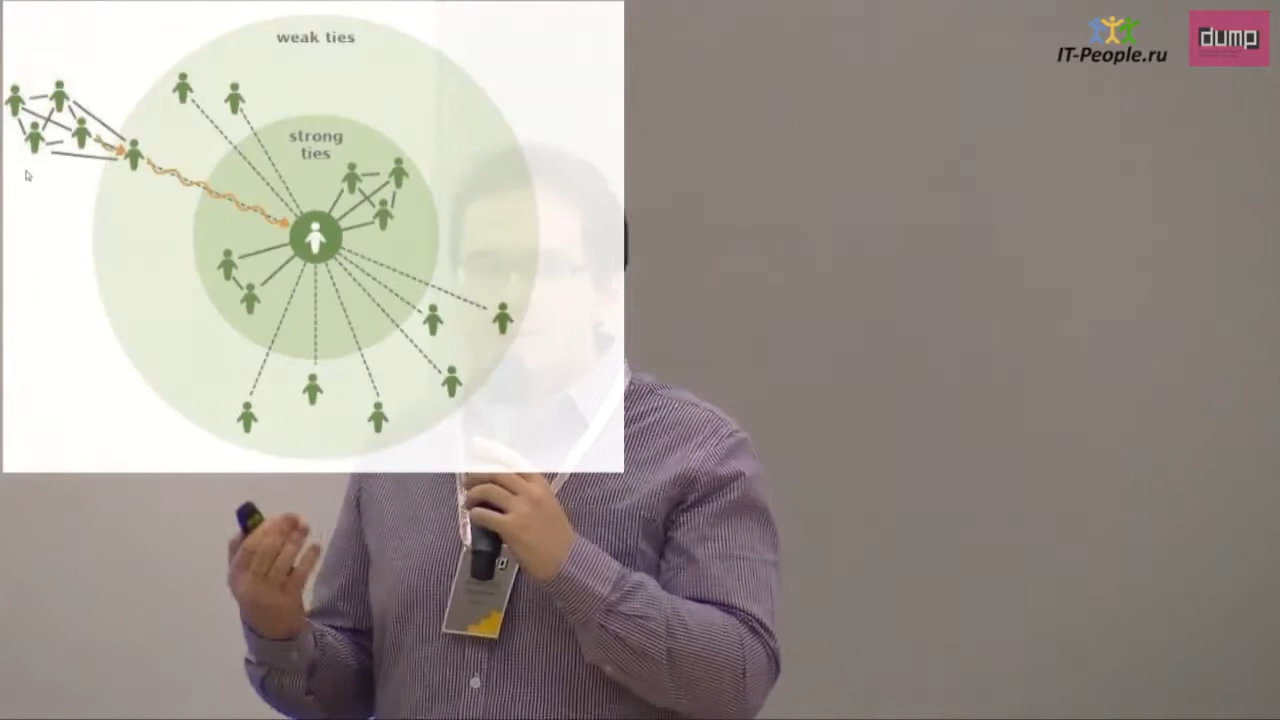 weak ties
strong
ties
IT-People.ru
dump